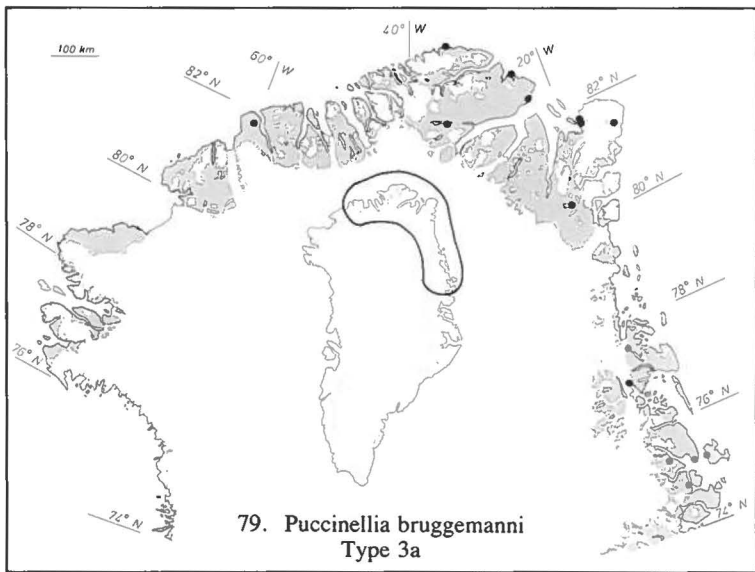 40° W
20° W
100 km
60° W
82° N
82° N
80° N
80° N
78° N
78° N
76° N
76° N
74° N
74° N
79. Puccinellia bruggemanni
Type 3a